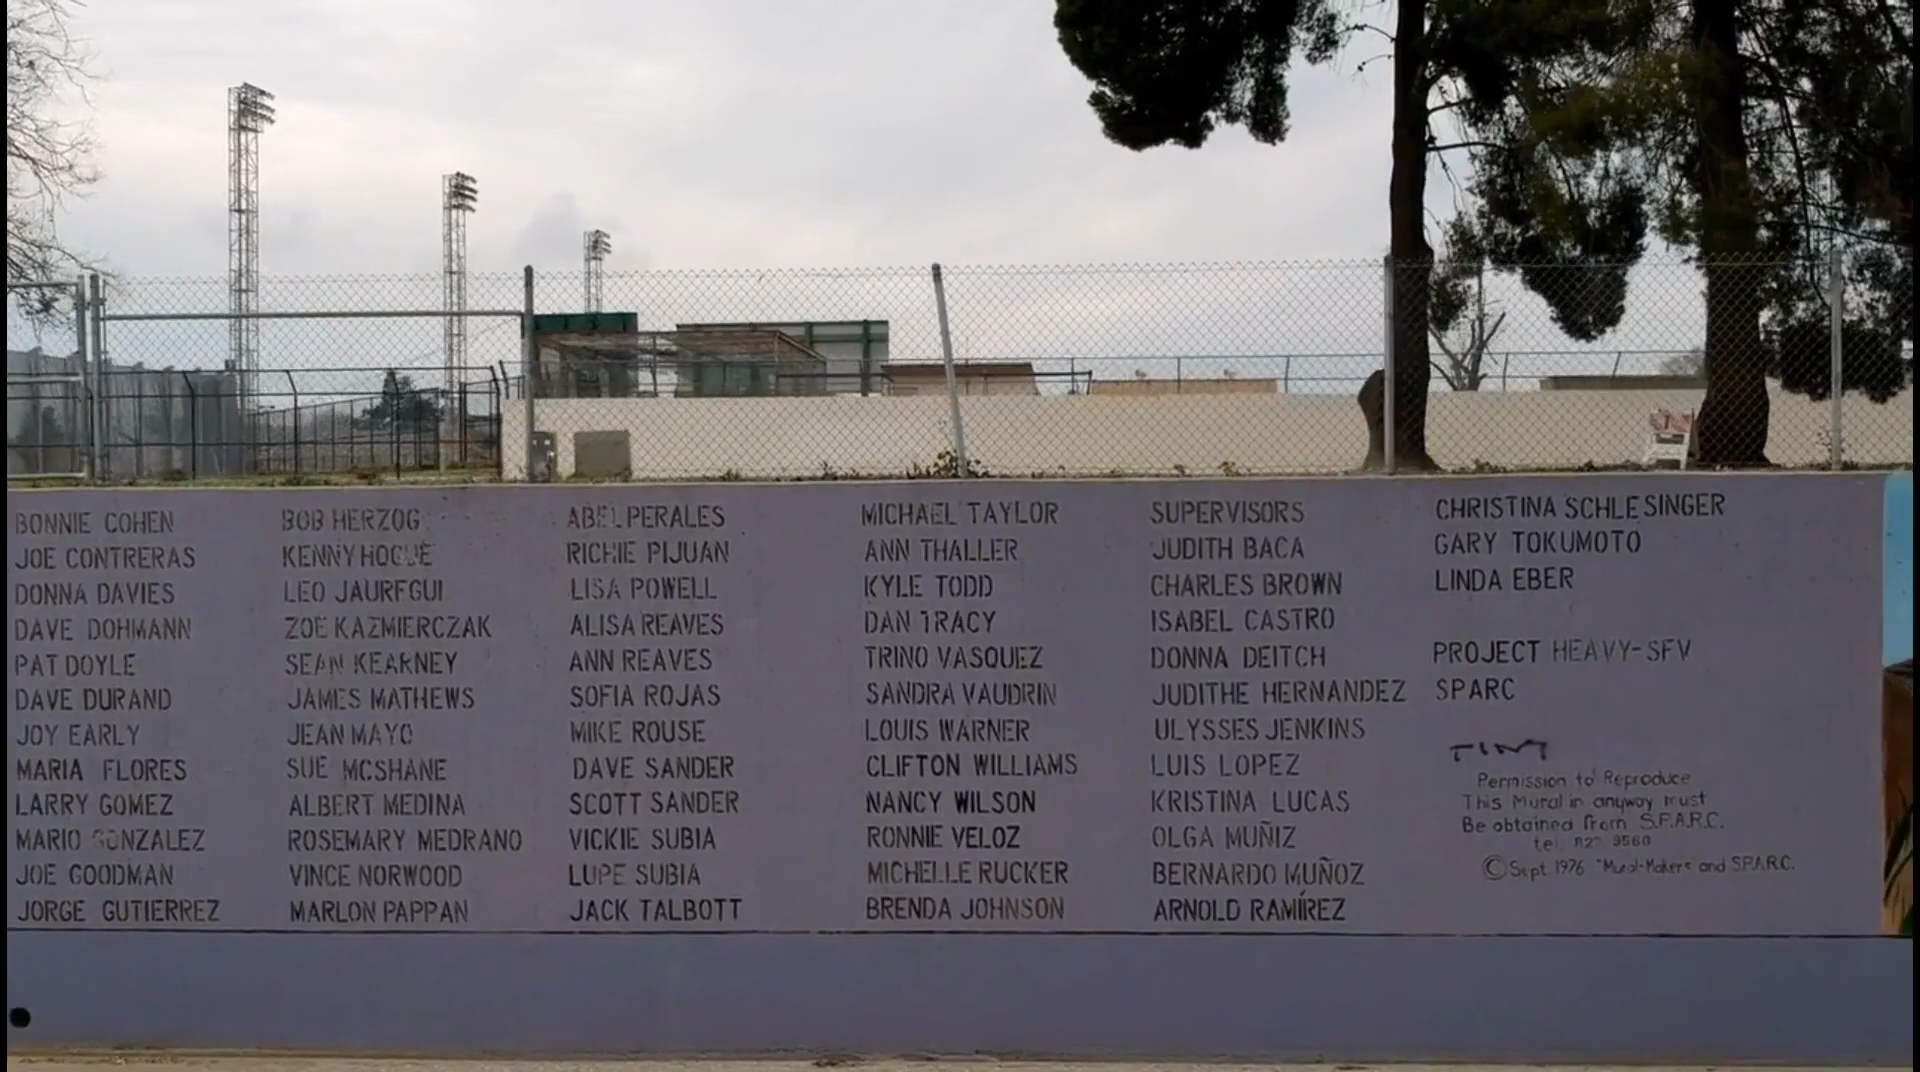 BONNIE COHEN
JOE CONTRERAS
DONNA DAVIES
DAVE DOHMANN
PAT DOYLE
DAVE DURAND
JOY EARLY
MARIA FLORES
LARRY GOMEZ
MARIO GONZALEZ
JOE GOODMAN
JORGE GUTIERREZ
BOB HERZOG
KENNY HOGUE
LEO JAUREGUI
ZOE KAZMIERCZAK
SEAN KEARNEY
JAMES MATHEWS
JEAN MAYO
SUE MCSHANE
ALBERT MEDINA
ROSEMARY MEDRANO
VINCE NORWOOD
MARLON PAPPAN
ABEL PERALES
RICHIE PIJUAN
LISA POWELL
ALISA REAVES
ANN REAVES
SOFIA ROJAS
MIKE ROUSE
DAVE SANDER
SCOTT SANDER
VICKIE SUBIA
LUPE SUBIA
JACK TALBOTT
MICHAEL TAYLOR
ANN THALLER
KYLE TODD
DAN TRACY
TRINO VASQUEZ
SANDRA VAUDRIN
LOUIS WARNER
CLIFTON WILLIAMS
NANCY WILSON
RONNIE VELOZ
MICHELLE RUCKER
BRENDA JOHNSON
SUPERVISORS
JUDITH BACA
CHARLES BROWN
ISABEL CASTRO
DONNA DEITCH
JUDITHE HERNANDEZ
ULYSSES JENKINS
LUIS LOPEZ
KRISTINA LUCAS
OLGA MUÑIZ
BERNARDO MUÑOZ
ARNOLD RAMÍREZ
CHRISTINA SCHLESINGER
GARY TOKUMOTO
LINDA EBER
PROJECT HEAVY-SFV
SPARC
Permission to Reproduce
This Mural in anyway must
Be obtained from S.P.A.R.C.
tel. 9560
© Sept. 1976 "Mural-Makers" and S.P.A.R.C.